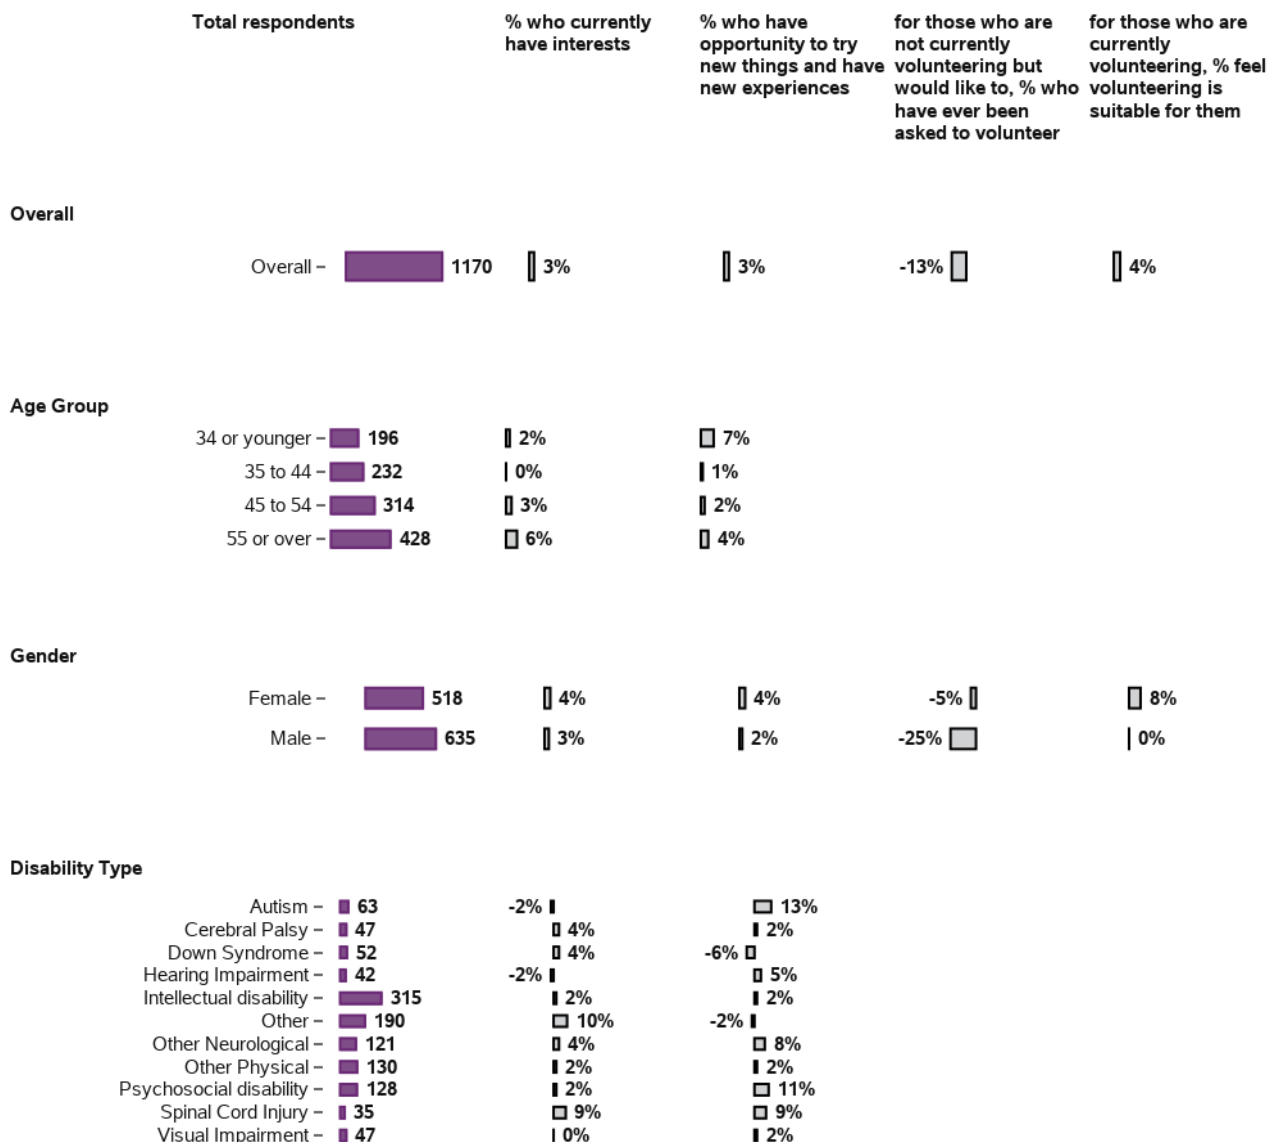 Total respondents
% who currently
have interests
% who have
opportunity to try
new things and have
new experiences
for those who are
not currently
volunteering but
would like to, % who
have ever been
asked to volunteer
for those who are
currently
volunteering, % feel
volunteering is
suitable for them
Overall
Overall 1170 3% 3% -13% 4%
Age Group
34 or younger 196 2% 7%
35 to 44 232 0% 1%
45 to 54 314 3% 2%
55 or over 428 6% 4%
Gender
Female 518 4% 4% -5% 8%
Male 635 3% 2% -25% 0%
Disability Type
Autism 63 -2% 13%
Cerebral Palsy 47 4% 2%
Down Syndrome 52 4% -6%
Hearing Impairment 42 -2% 5%
Intellectual disability 315 2% 2%
Other 190 10% -2%
Other Neurological 121 4% 8%
Other Physical 130 2% 2%
Psychosocial disability 128 2% 11%
Spinal Cord Injury 35 9% 9%
Visual Impairment 47 0% 2%